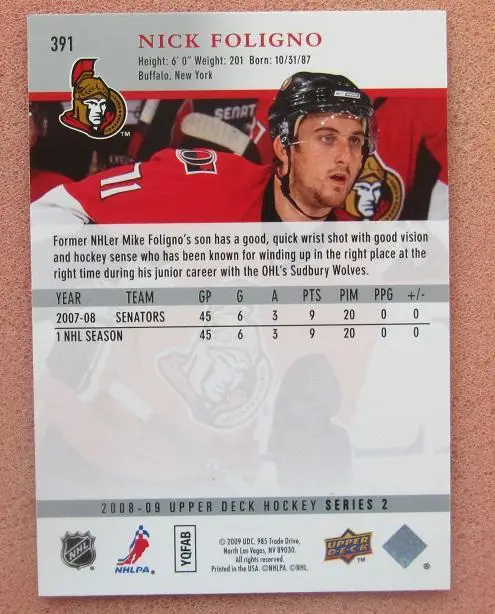 391
NICK FOLIGNO
Height: 6' 0" Weight: 201 Born: 10/31/87
Buffalo, New York
SENAT
71
Former NHLer Mike Foligno's son has a good, quick wrist shot with good vision
and hockey sense who has been known for winding up in the right place at the
right time during his junior career with the OHL's Sudbury Wolves.
YEAR TEAM GP G A PTS PIM PPG +/-
2007-08 SENATORS 45 6 3 9 20 0 0
1 NHL SEASON 45 6 3 9 20 0 0
2008-09 UPPER DECK HOCKEY SERIES 2
NHL
NHLPA
YQFAB
© 2009 UDC. 985 Trade Drive,
North Las Vegas, NV 89030.
All rights reserved.
Printed in the USA. ©NHLPA. ©NHL.
UPPER
DECK
TM
®